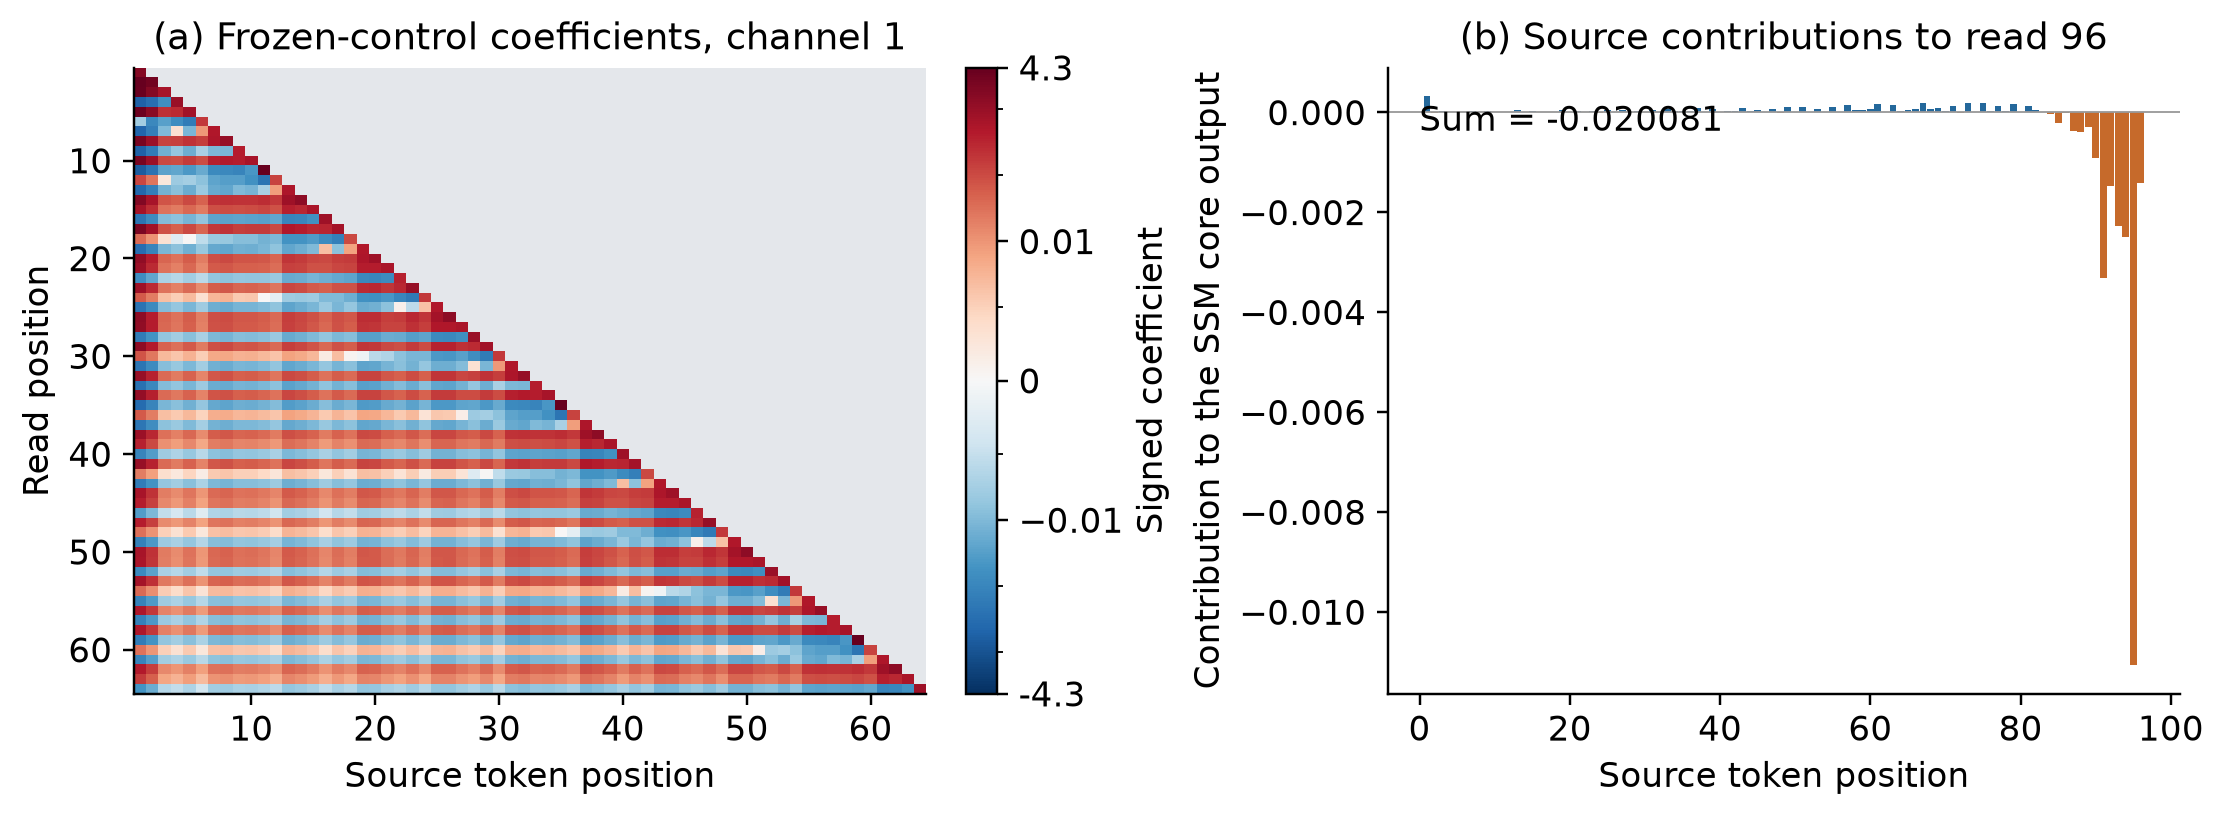 (a) Frozen-control coefficients, channel 1
Read position
10
20
30
40
50
60
10 20 30 40 50 60
Source token position
4.3
0.01
0
−0.01
-4.3
Signed coefficient
(b) Source contributions to read 96
Contribution to the SSM core output
0.000
−0.002
−0.004
−0.006
−0.008
−0.010
Sum = -0.020081
0 20 40 60 80 100
Source token position